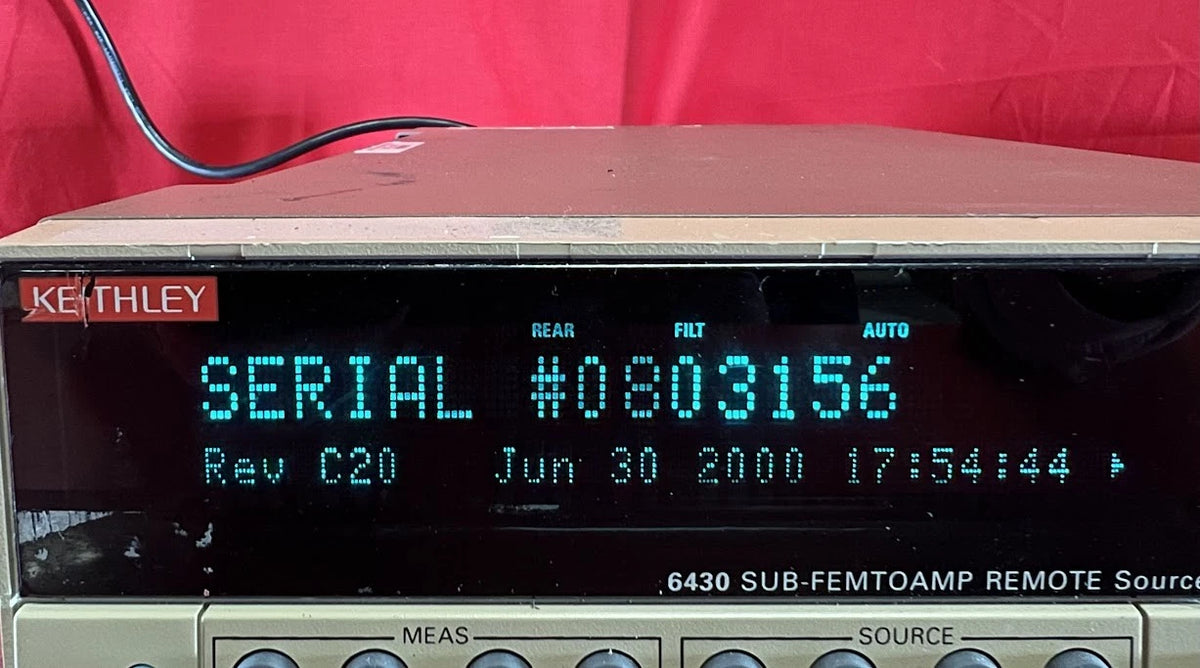 KEITHLEY
REAR FILT AUTO
SERIAL #0803156
Rev C20 Jun 30 2000 17:54:44
6430 SUB-FEMTOAMP REMOTE Source
MEAS SOURCE